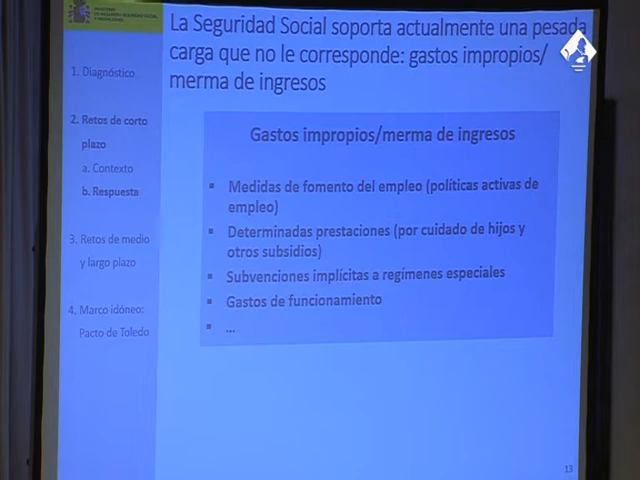 La Seguridad Social soporta actualmente una pesada
carga que no le corresponde: gastos impropios/
merma de ingresos
1. Diagnóstico
2. Retos de corto
plazo
a. Contexto
b. Respuesta
3. Retos de medio
y largo plazo
4. Marco idóneo:
Pacto de Toledo
Gastos impropios/merma de ingresos
▪ Medidas de fomento del empleo (políticas activas de
empleo)
▪ Determinadas prestaciones (por cuidado de hijos y
otros subsidios)
▪ Subvenciones implícitas a regímenes especiales
▪ Gastos de funcionamiento
▪ ...
13